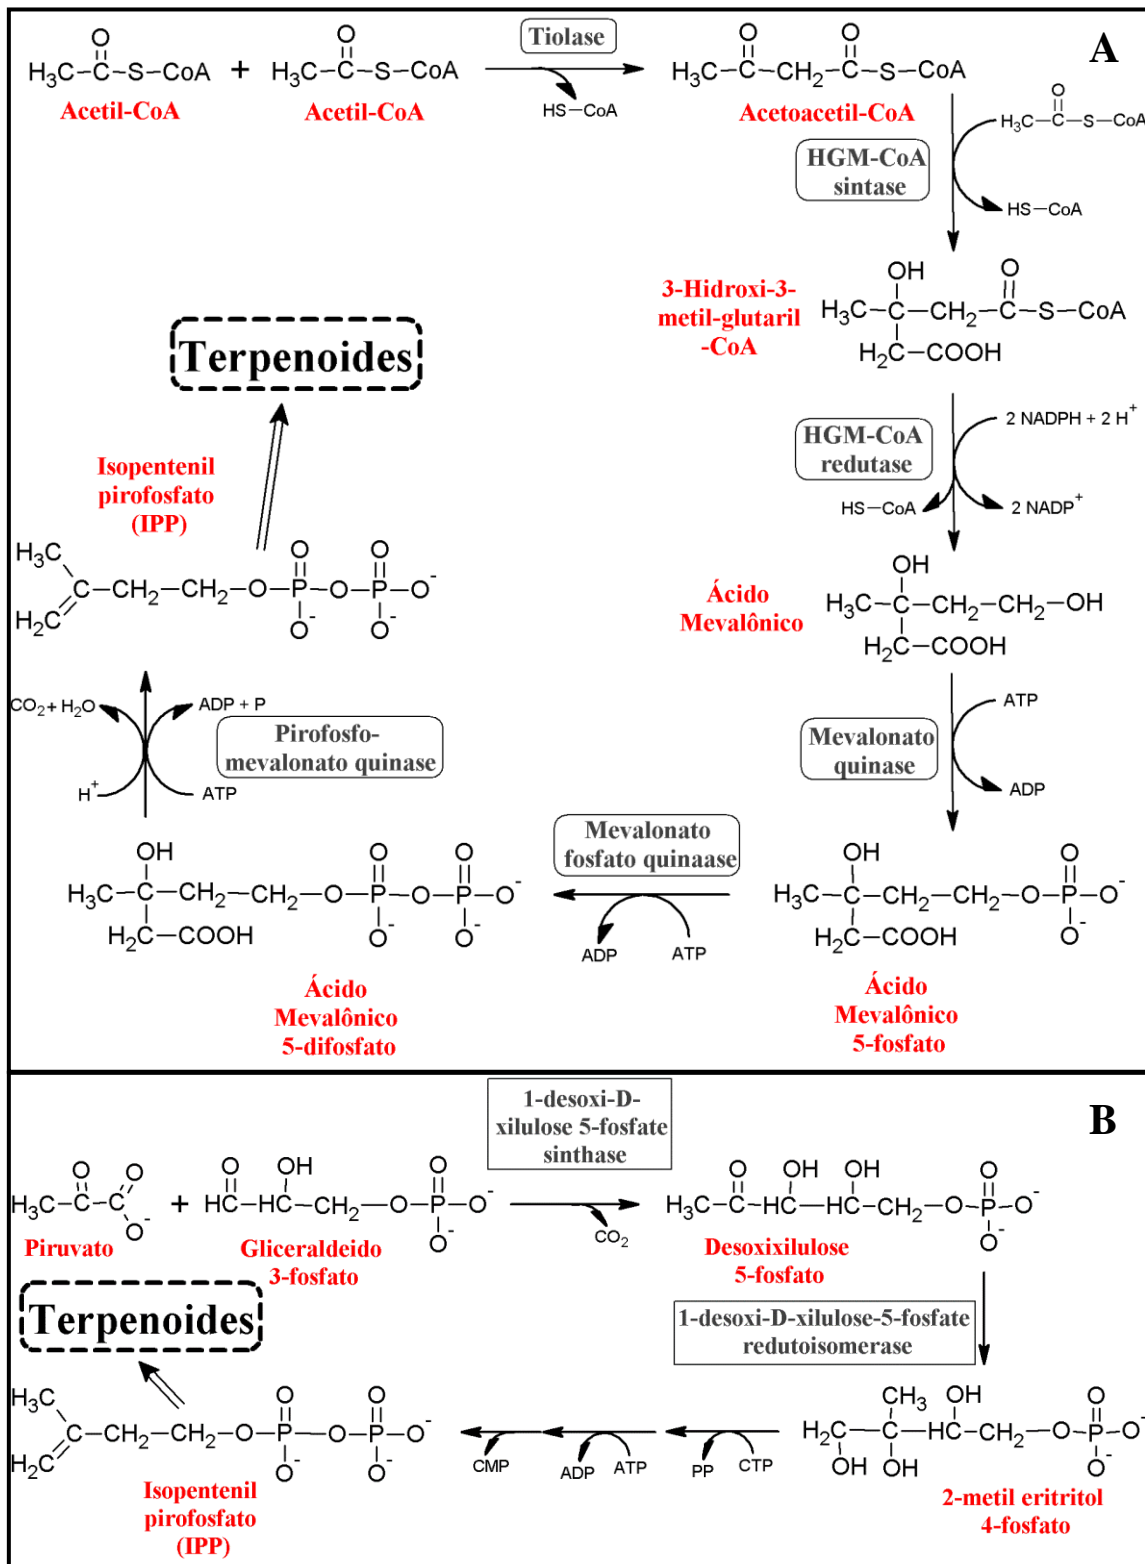 A
Tiolase
H3C–C–S–CoA
O
+
H3C–C–S–CoA
O
HS–CoA
H3C–C–CH2–C–S–CoA
O
O
Acetil-CoA
Acetil-CoA
Acetoacetil-CoA
H3C–C–S–CoA
O
HGM-CoA
sintase
HS–CoA
3-Hidroxi-3-
metil-glutaril
-CoA
OH
O
H3C–C–CH2–C–S–CoA
H2C–COOH
Terpenoides
HGM-CoA
redutase
2 NADPH + 2 H+
HS–CoA
2 NADP+
Isopentenil
pirofosfato
(IPP)
H3C
C–CH2–CH2–O–P–O–P–O-
H2C
O
O
O-
O-
Ácido
Mevalônico
OH
H3C–C–CH2–CH2–OH
H2C–COOH
CO2 + H2O
ADP + P
H+
ATP
Pirofosfo-
mevalonato quinase
Mevalonato
quinase
ATP
ADP
Mevalonato
fosfato quinaase
ADP
ATP
OH
O
O
H3C–C–CH2–CH2–O–P–O–P–O-
H2C–COOH
O-
O-
OH
O
H3C–C–CH2–CH2–O–P–O-
H2C–COOH
O-
Ácido
Mevalônico
5-difosfato
Ácido
Mevalônico
5-fosfato
B
1-desoxi-D-
xilulose 5-fosfate
sinthase
O
O
H3C–C–C
O-
+
O
OH
O
HC–HC–CH2–O–P–O-
O-
CO2
O
OH
OH
O
H3C–C–HC–HC–CH2–O–P–O-
O-
Piruvato
Gliceraldeido
3-fosfato
Desoxixilulose
5-fosfato
Terpenoides
1-desoxi-D-xilulose-5-fosfate
redutoisomerase
H3C
C–CH2–CH2–O–P–O–P–O-
H2C
O
O
O-
O-
CMP
ADP
ATP
PP
CTP
CH3
OH
O
H2C–C–HC–CH2–O–P–O-
OH
OH
O-
Isopentenil
pirofosfato
(IPP)
2-metil eritritol
4-fosfato